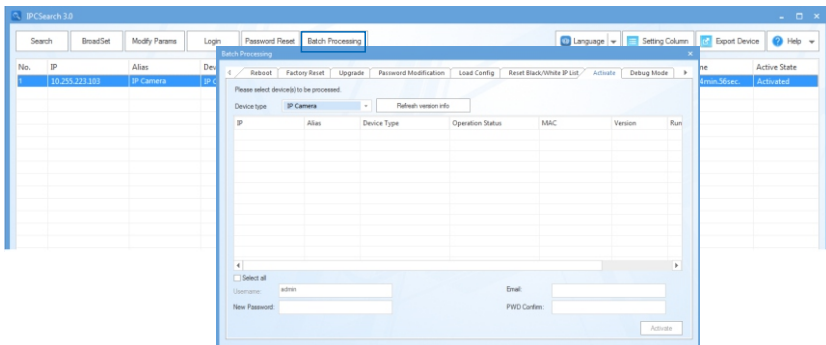 IPCSearch 3.0
Search BroadSet Modify Params Login Password Reset Batch Processing Language Setting Column Export Device Help
Batch Processing
No. IP Alias Active State
1 10.255.223.103 IP Camera 4min.56sec. Activated
Reboot Factory Reset Upgrade Password Modification Load Config Reset Black/White IP List Activate Debug Mode
Please select device(s) to be processed.
Device type IP Camera Refresh version info
IP Alias Device Type Operation Status MAC Version Run
Select all
Username: admin Email:
New Password: PWD Confirm:
Activate